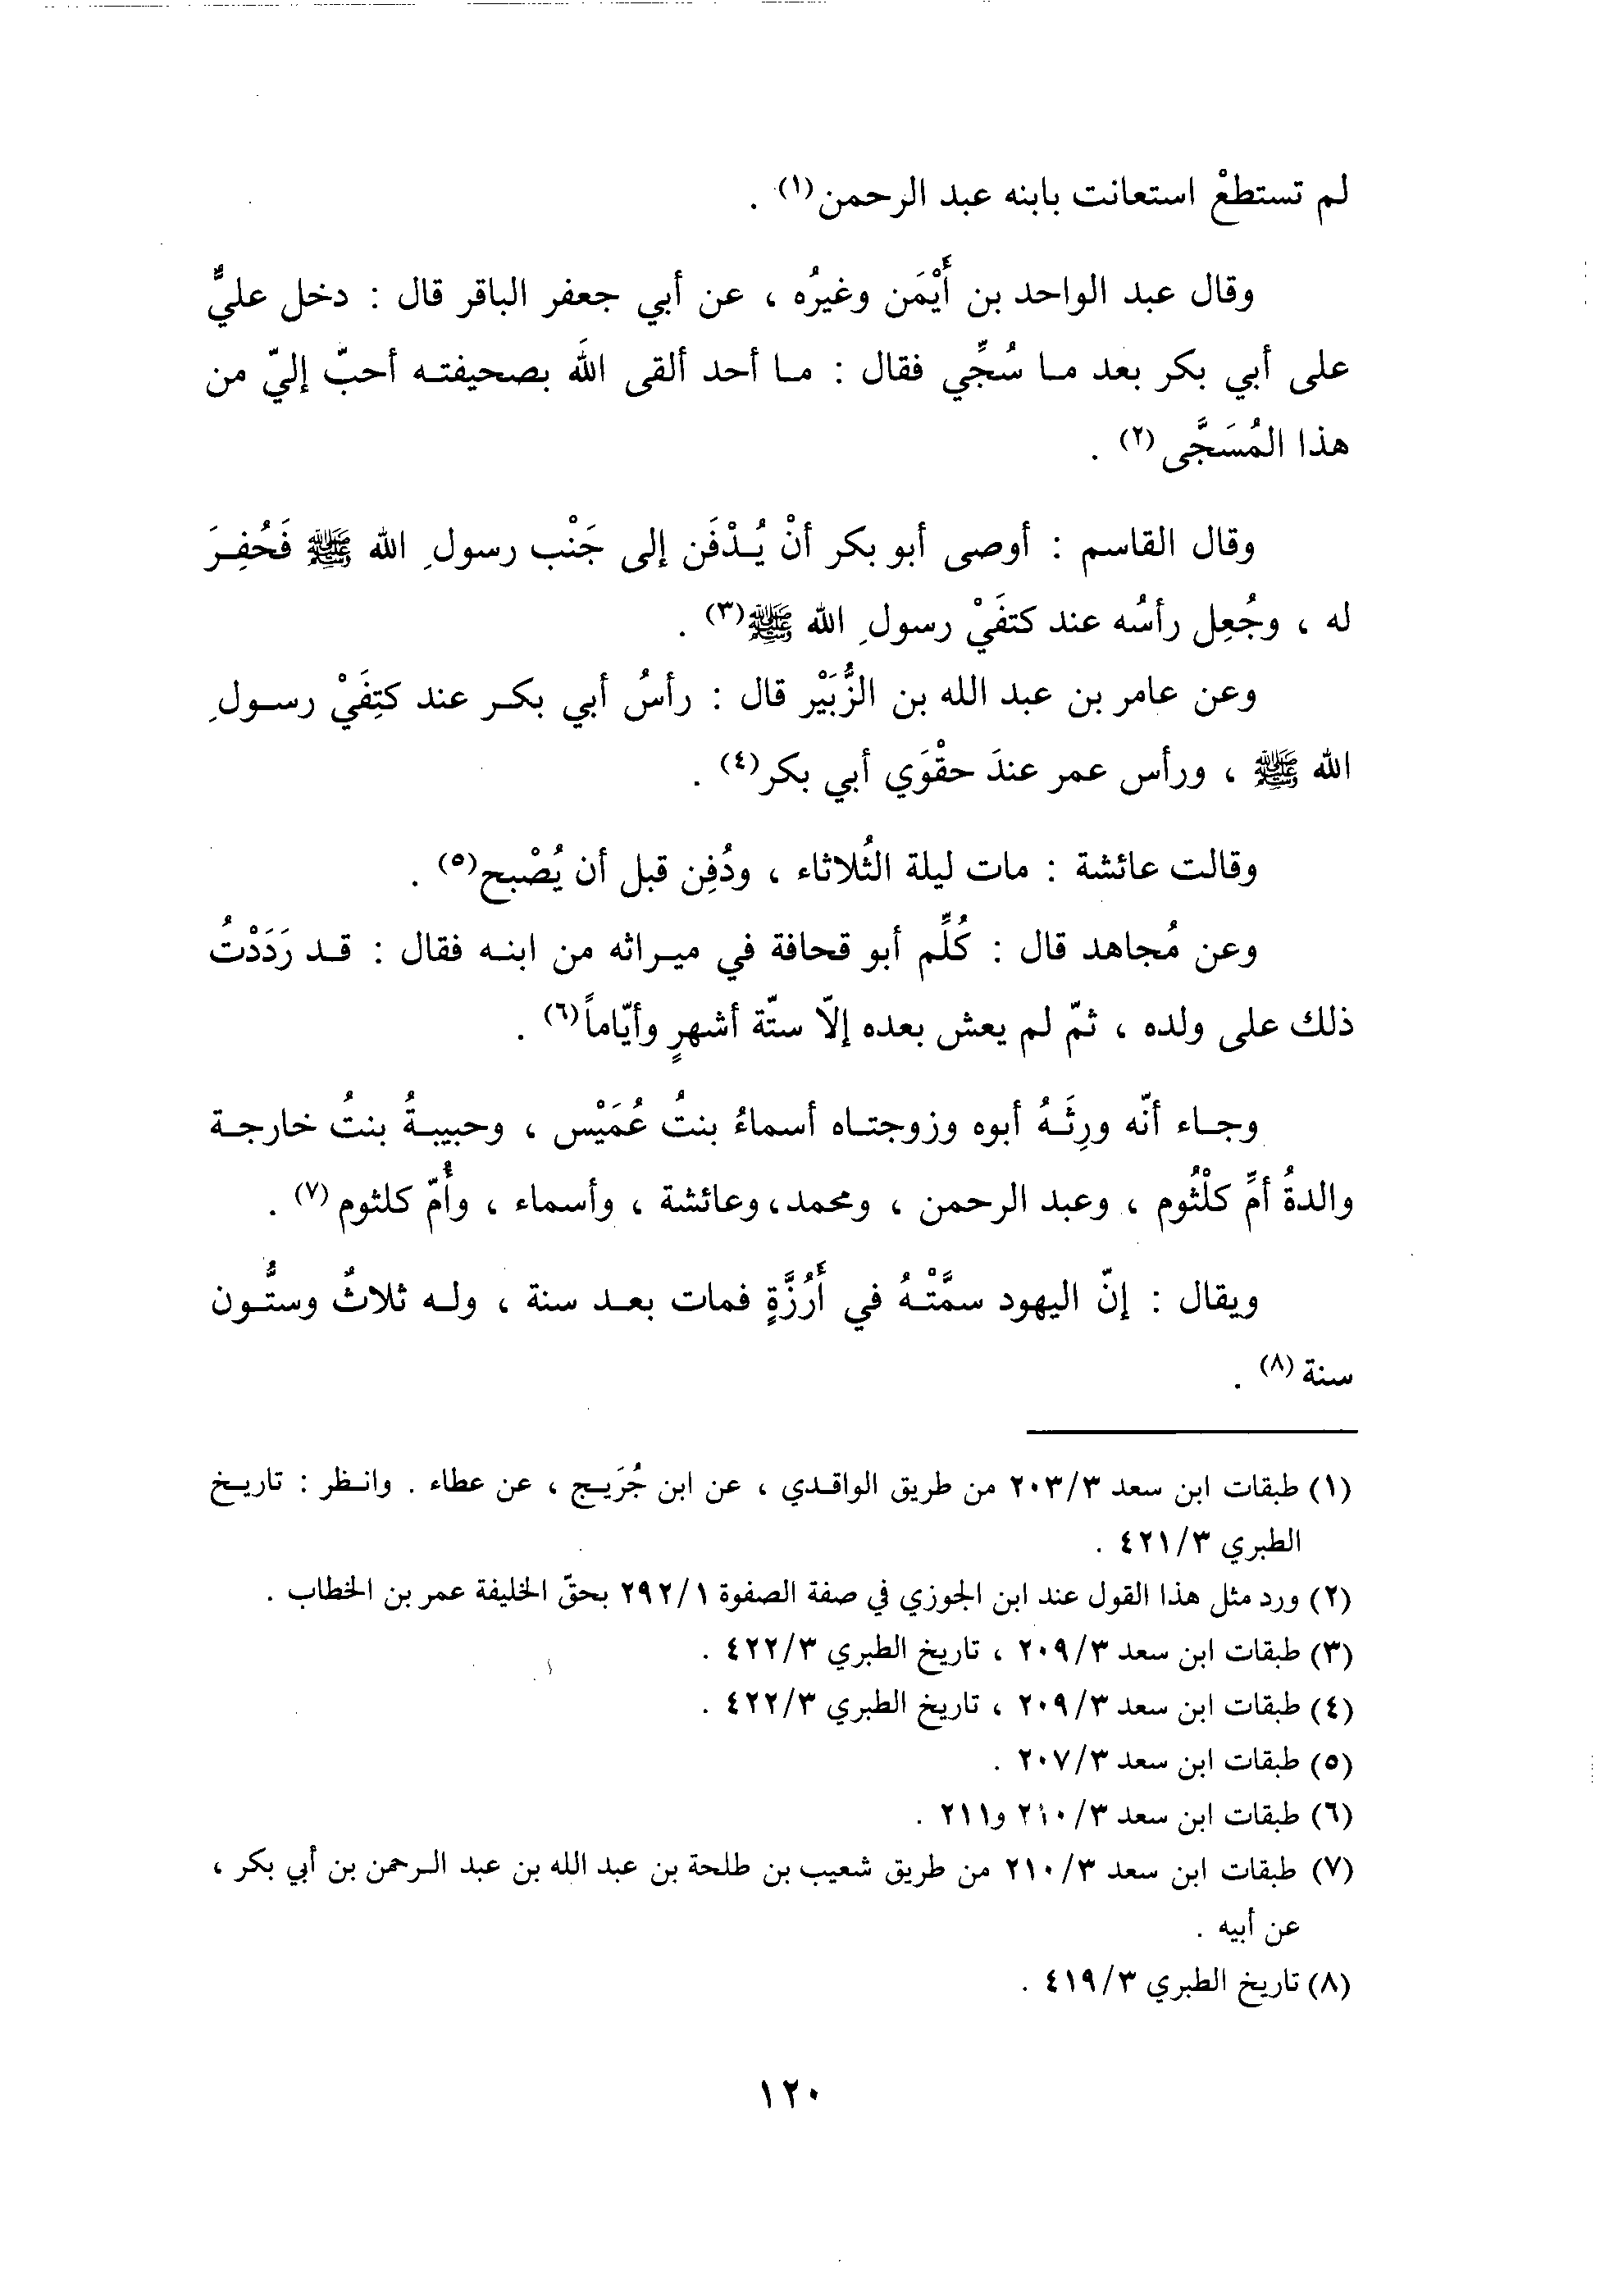 لم تستطعْ استعانت بابنه عبد الرحمن(١) .
وقال عبد الواحد بن أَيْمَن وغيرُه ، عن أبي جعفر الباقر قال : دخل عليٌّ
على أبي بكر بعد ما سُجِّي فقال : ما أحد ألقى اللهَ بصحيفته أحبّ إليّ من
هذا المُسَجَّى(٢) .
وقال القاسم : أوصى أبو بكر أنْ يُدْفَن إلى جَنْب رسولِ الله ﷺ فَحُفِرَ
له ، وجُعِل رأسُه عند كتفَيْ رسولِ الله ﷺ(٣) .
وعن عامر بن عبد الله بن الزُّبَيْر قال : رأسُ أبي بكر عند كتِفَيْ رسولِ
الله ﷺ ، ورأس عمر عندَ حقْوَي أبي بكر(٤) .
وقالت عائشة : مات ليلة الثُلاثاء ، ودُفِن قبل أن يُصْبح(٥) .
وعن مُجاهد قال : كُلِّم أبو قحافة في ميراثه من ابنه فقال : قد رَدَدْتُ
ذلك على ولده ، ثمّ لم يعش بعده إلاّ ستّة أشهرٍ وأيّاماً(٦) .
وجاء أنّه ورِثَهُ أبوه وزوجتاه أسماءُ بنتُ عُمَيْس ، وحبيبةُ بنتُ خارجة
والدةُ أمِّ كلْثُوم ، وعبد الرحمن ، ومحمد، وعائشة ، وأسماء ، وأُمّ كلثوم(٧) .
ويقال : إنّ اليهود سمَّتْهُ في أَرُزَّةٍ فمات بعد سنة ، وله ثلاثٌ وستُّون
سنة(٨) .
(١) طبقات ابن سعد ٢٠٣/٣ من طريق الواقدي ، عن ابن جُرَيج ، عن عطاء . وانظر : تاريخ
الطبري ٤٢١/٣ .
(٢) ورد مثل هذا القول عند ابن الجوزي في صفة الصفوة ٢٩٢/١ بحقّ الخليفة عمر بن الخطاب .
(٣) طبقات ابن سعد ٢٠٩/٣ ، تاريخ الطبري ٤٢٢/٣ .
(٤) طبقات ابن سعد ٢٠٩/٣ ، تاريخ الطبري ٤٢٢/٣ .
(٥) طبقات ابن سعد ٢٠٧/٣ .
(٦) طبقات ابن سعد ٢١٠/٣ و٢١١ .
(٧) طبقات ابن سعد ٢١٠/٣ من طريق شعيب بن طلحة بن عبد الله بن عبد الرحمن بن أبي بكر ،
عن أبيه .
(٨) تاريخ الطبري ٤١٩/٣ .
١٢٠